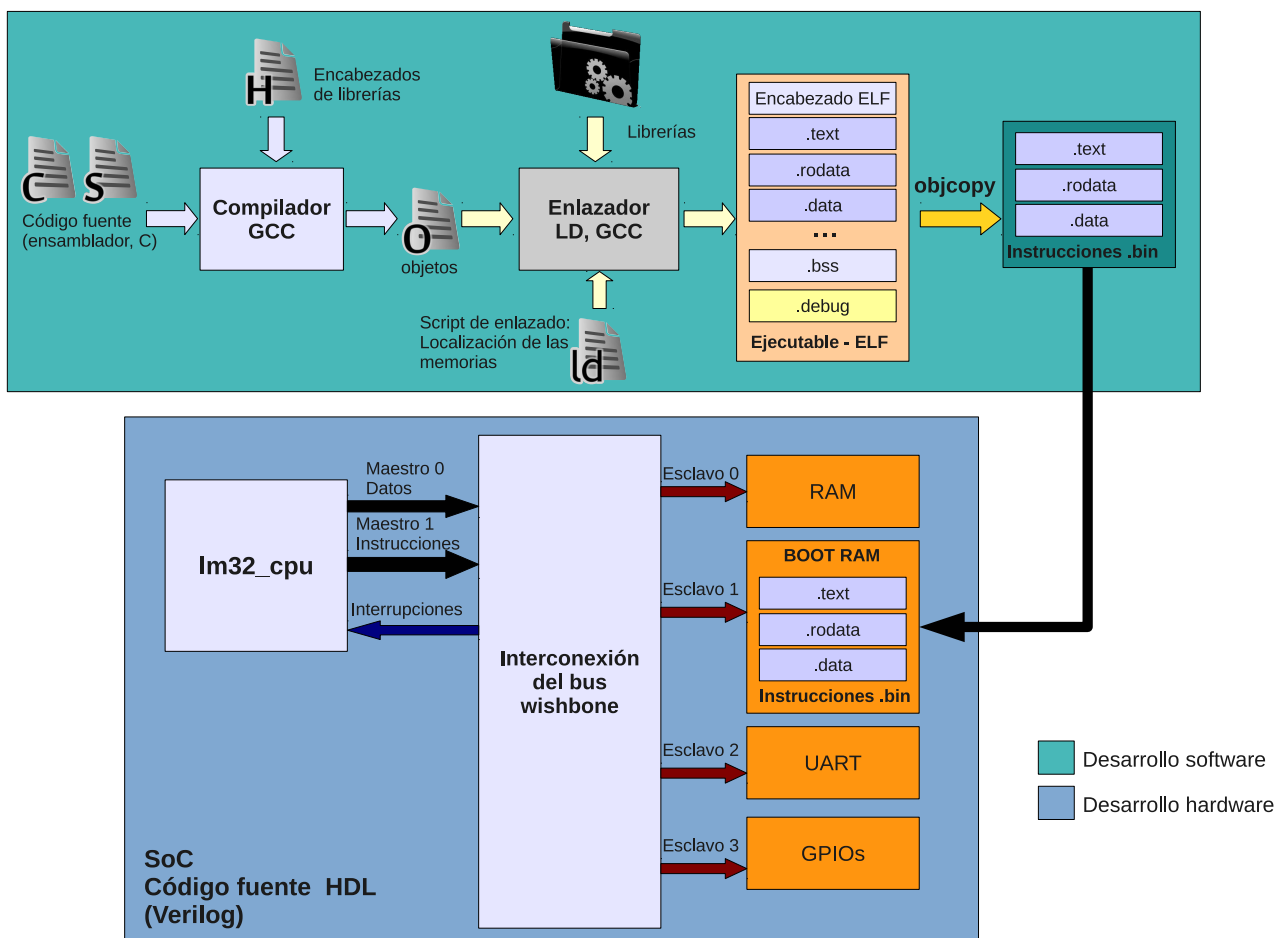 H
Encabezados
de librerías
Librerías
C
S
Código fuente
(ensamblador, C)
Compilador
GCC
O
objetos
Enlazador
LD, GCC
Script de enlazado:
Localización de las
memorias
ld
Encabezado ELF
.text
.rodata
.data
...
.bss
.debug
Ejecutable - ELF
objcopy
.text
.rodata
.data
Instrucciones .bin
lm32_cpu
Maestro 0
Datos
Maestro 1
Instrucciones
Interrupciones
Interconexión
del bus
wishbone
Esclavo 0
RAM
Esclavo 1
BOOT RAM
.text
.rodata
.data
Instrucciones .bin
Esclavo 2
UART
Esclavo 3
GPIOs
SoC
Código fuente HDL
(Verilog)
Desarrollo software
Desarrollo hardware